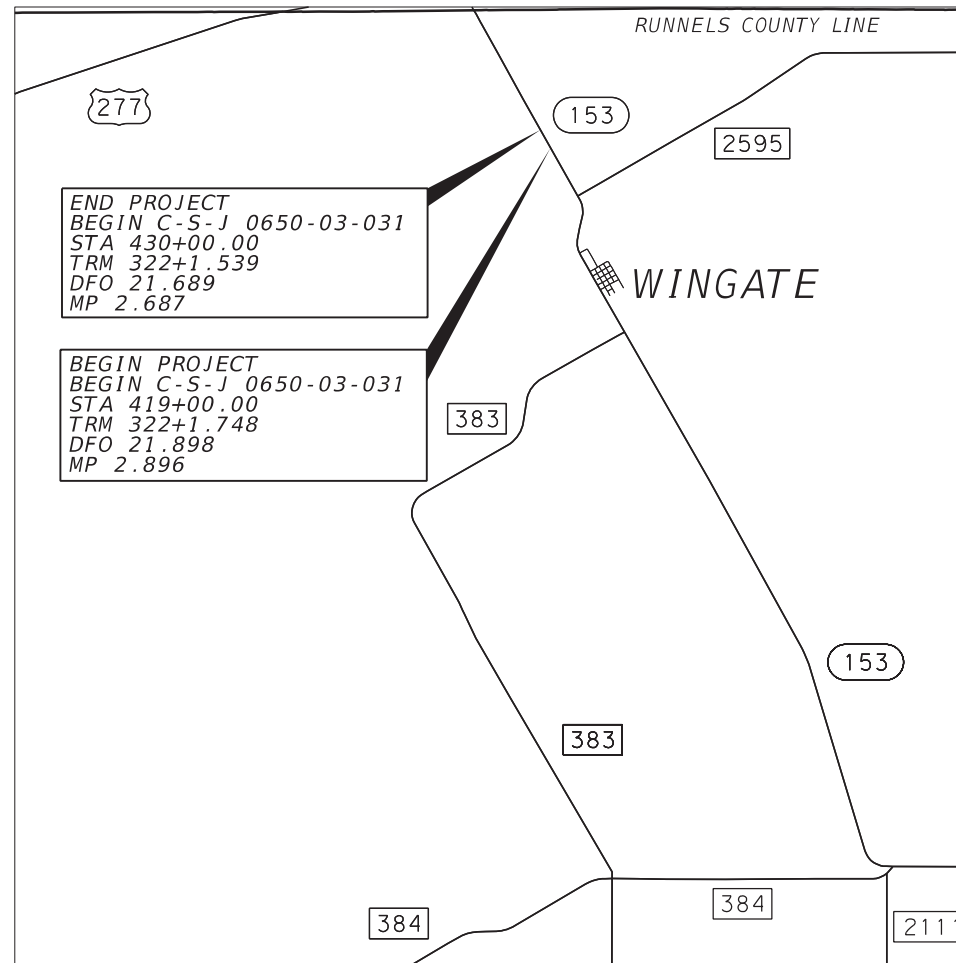 RUNNELS COUNTY LINE
277
153
2595
END PROJECT
BEGIN C-S-J 0650-03-031
STA 430+00.00
TRM 322+1.539
DFO 21.689
MP 2.687
WINGATE
BEGIN PROJECT
BEGIN C-S-J 0650-03-031
STA 419+00.00
TRM 322+1.748
DFO 21.898
MP 2.896
383
153
383
384
384
2111